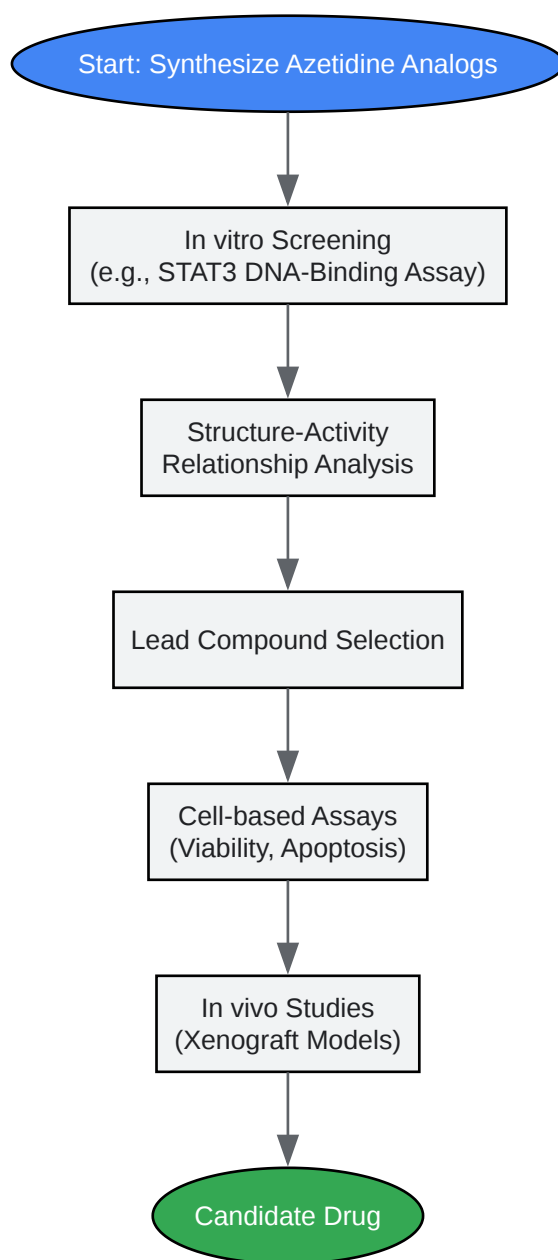 Start: Synthesize Azetidine Analogs
In vitro Screening
(e.g., STAT3 DNA-Binding Assay)
Structure-Activity
Relationship Analysis
Lead Compound Selection
Cell-based Assays
(Viability, Apoptosis)
In vivo Studies
(Xenograft Models)
Candidate Drug